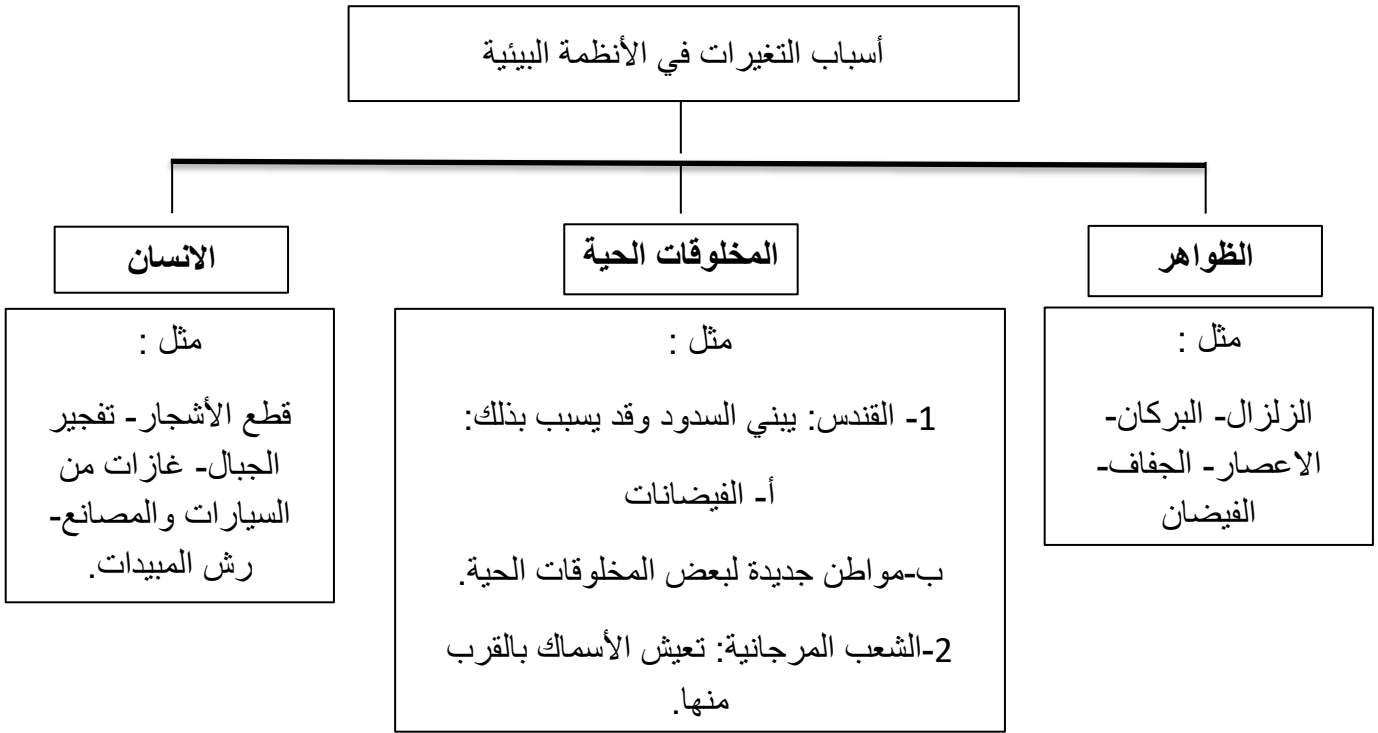 أسباب التغيرات في الأنظمة البيئية
الظواهر
المخلوقات الحية
الانسان
مثل :
الزلزال- البركان-
الاعصار- الجفاف-
الفيضان
مثل :
1- القندس: يبني السدود وقد يسبب بذلك:
أ- الفيضانات
ب-مواطن جديدة لبعض المخلوقات الحية.
2-الشعب المرجانية: تعيش الأسماك بالقرب
منها.
مثل :
قطع الأشجار- تفجير
الجبال- غازات من
السيارات والمصانع-
رش المبيدات.